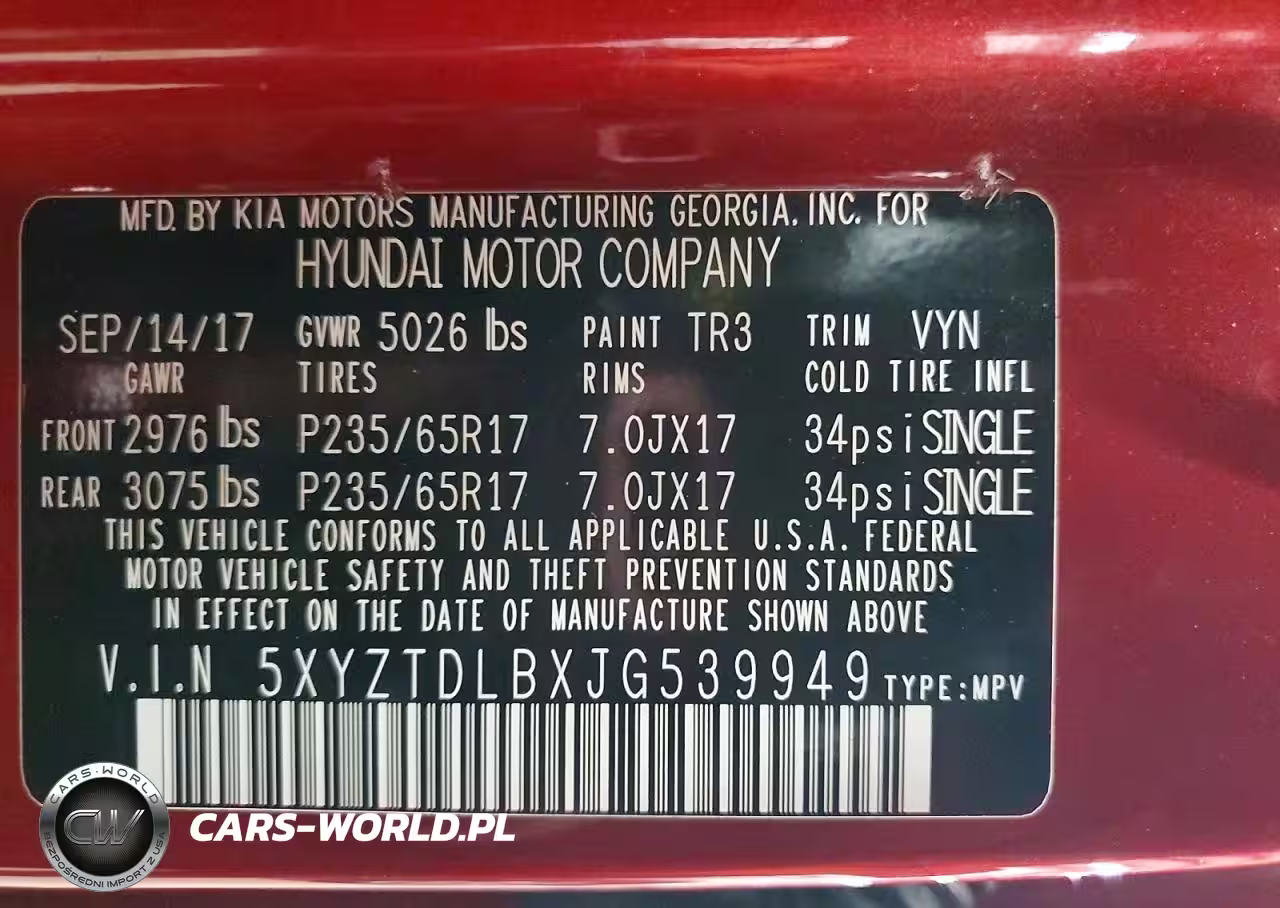 MFD. BY KIA MOTORS MANUFACTURING GEORGIA. INC. FOR
HYUNDAI MOTOR COMPANY
SEP/14/17 GVWR 5026 lbs PAINT TR3 TRIM VYN
GAWR TIRES RIMS COLD TIRE INFL
FRONT 2976 lbs P235/65R17 7.0JX17 34psi SINGLE
REAR 3075 lbs P235/65R17 7.0JX17 34psi SINGLE
THIS VEHICLE CONFORMS TO ALL APPLICABLE U.S.A. FEDERAL
MOTOR VEHICLE SAFETY AND THEFT PREVENTION STANDARDS
IN EFFECT ON THE DATE OF MANUFACTURE SHOWN ABOVE
V.I.N 5XYZTDLBXJG539949 TYPE:MPV
CARS-WORLD
CW
BEZPOŚREDNI IMPORT Z USA
CARS-WORLD.PL